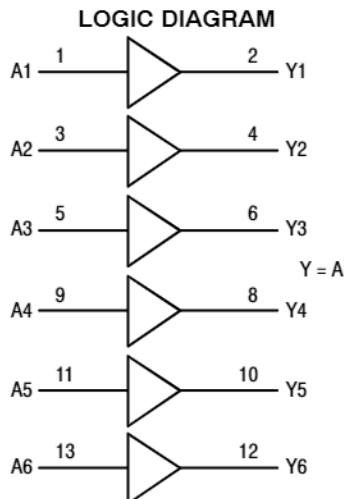 LOGIC DIAGRAM
A1 1 2 Y1
A2 3 4 Y2
A3 5 6 Y3
Y = A
A4 9 8 Y4
A5 11 10 Y5
A6 13 12 Y6